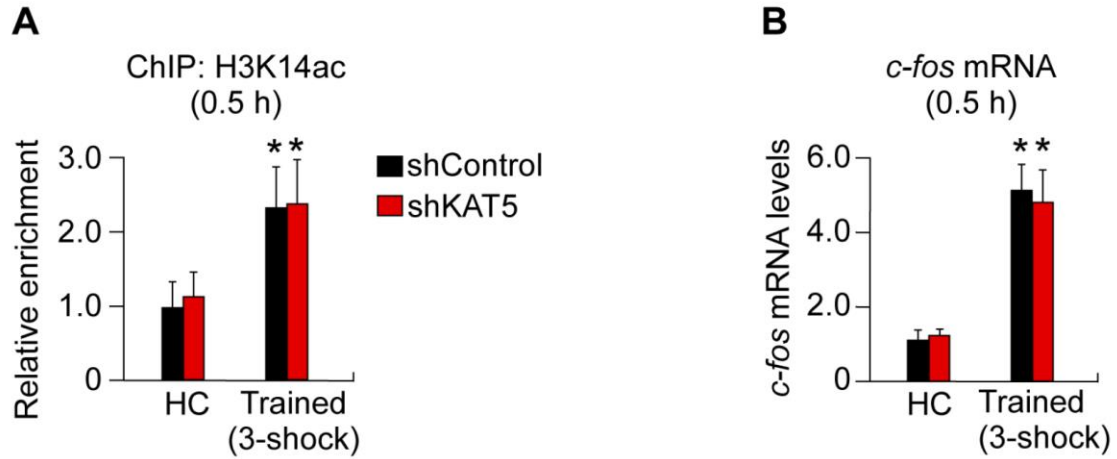 A
ChIP: H3K14ac
(0.5 h)
Relative enrichment
3.0
2.0
1.0
0
* *
HC
Trained
(3-shock)
shControl
shKAT5
B
c-fos mRNA
(0.5 h)
c-fos mRNA levels
6.0
4.0
2.0
0
* *
HC
Trained
(3-shock)